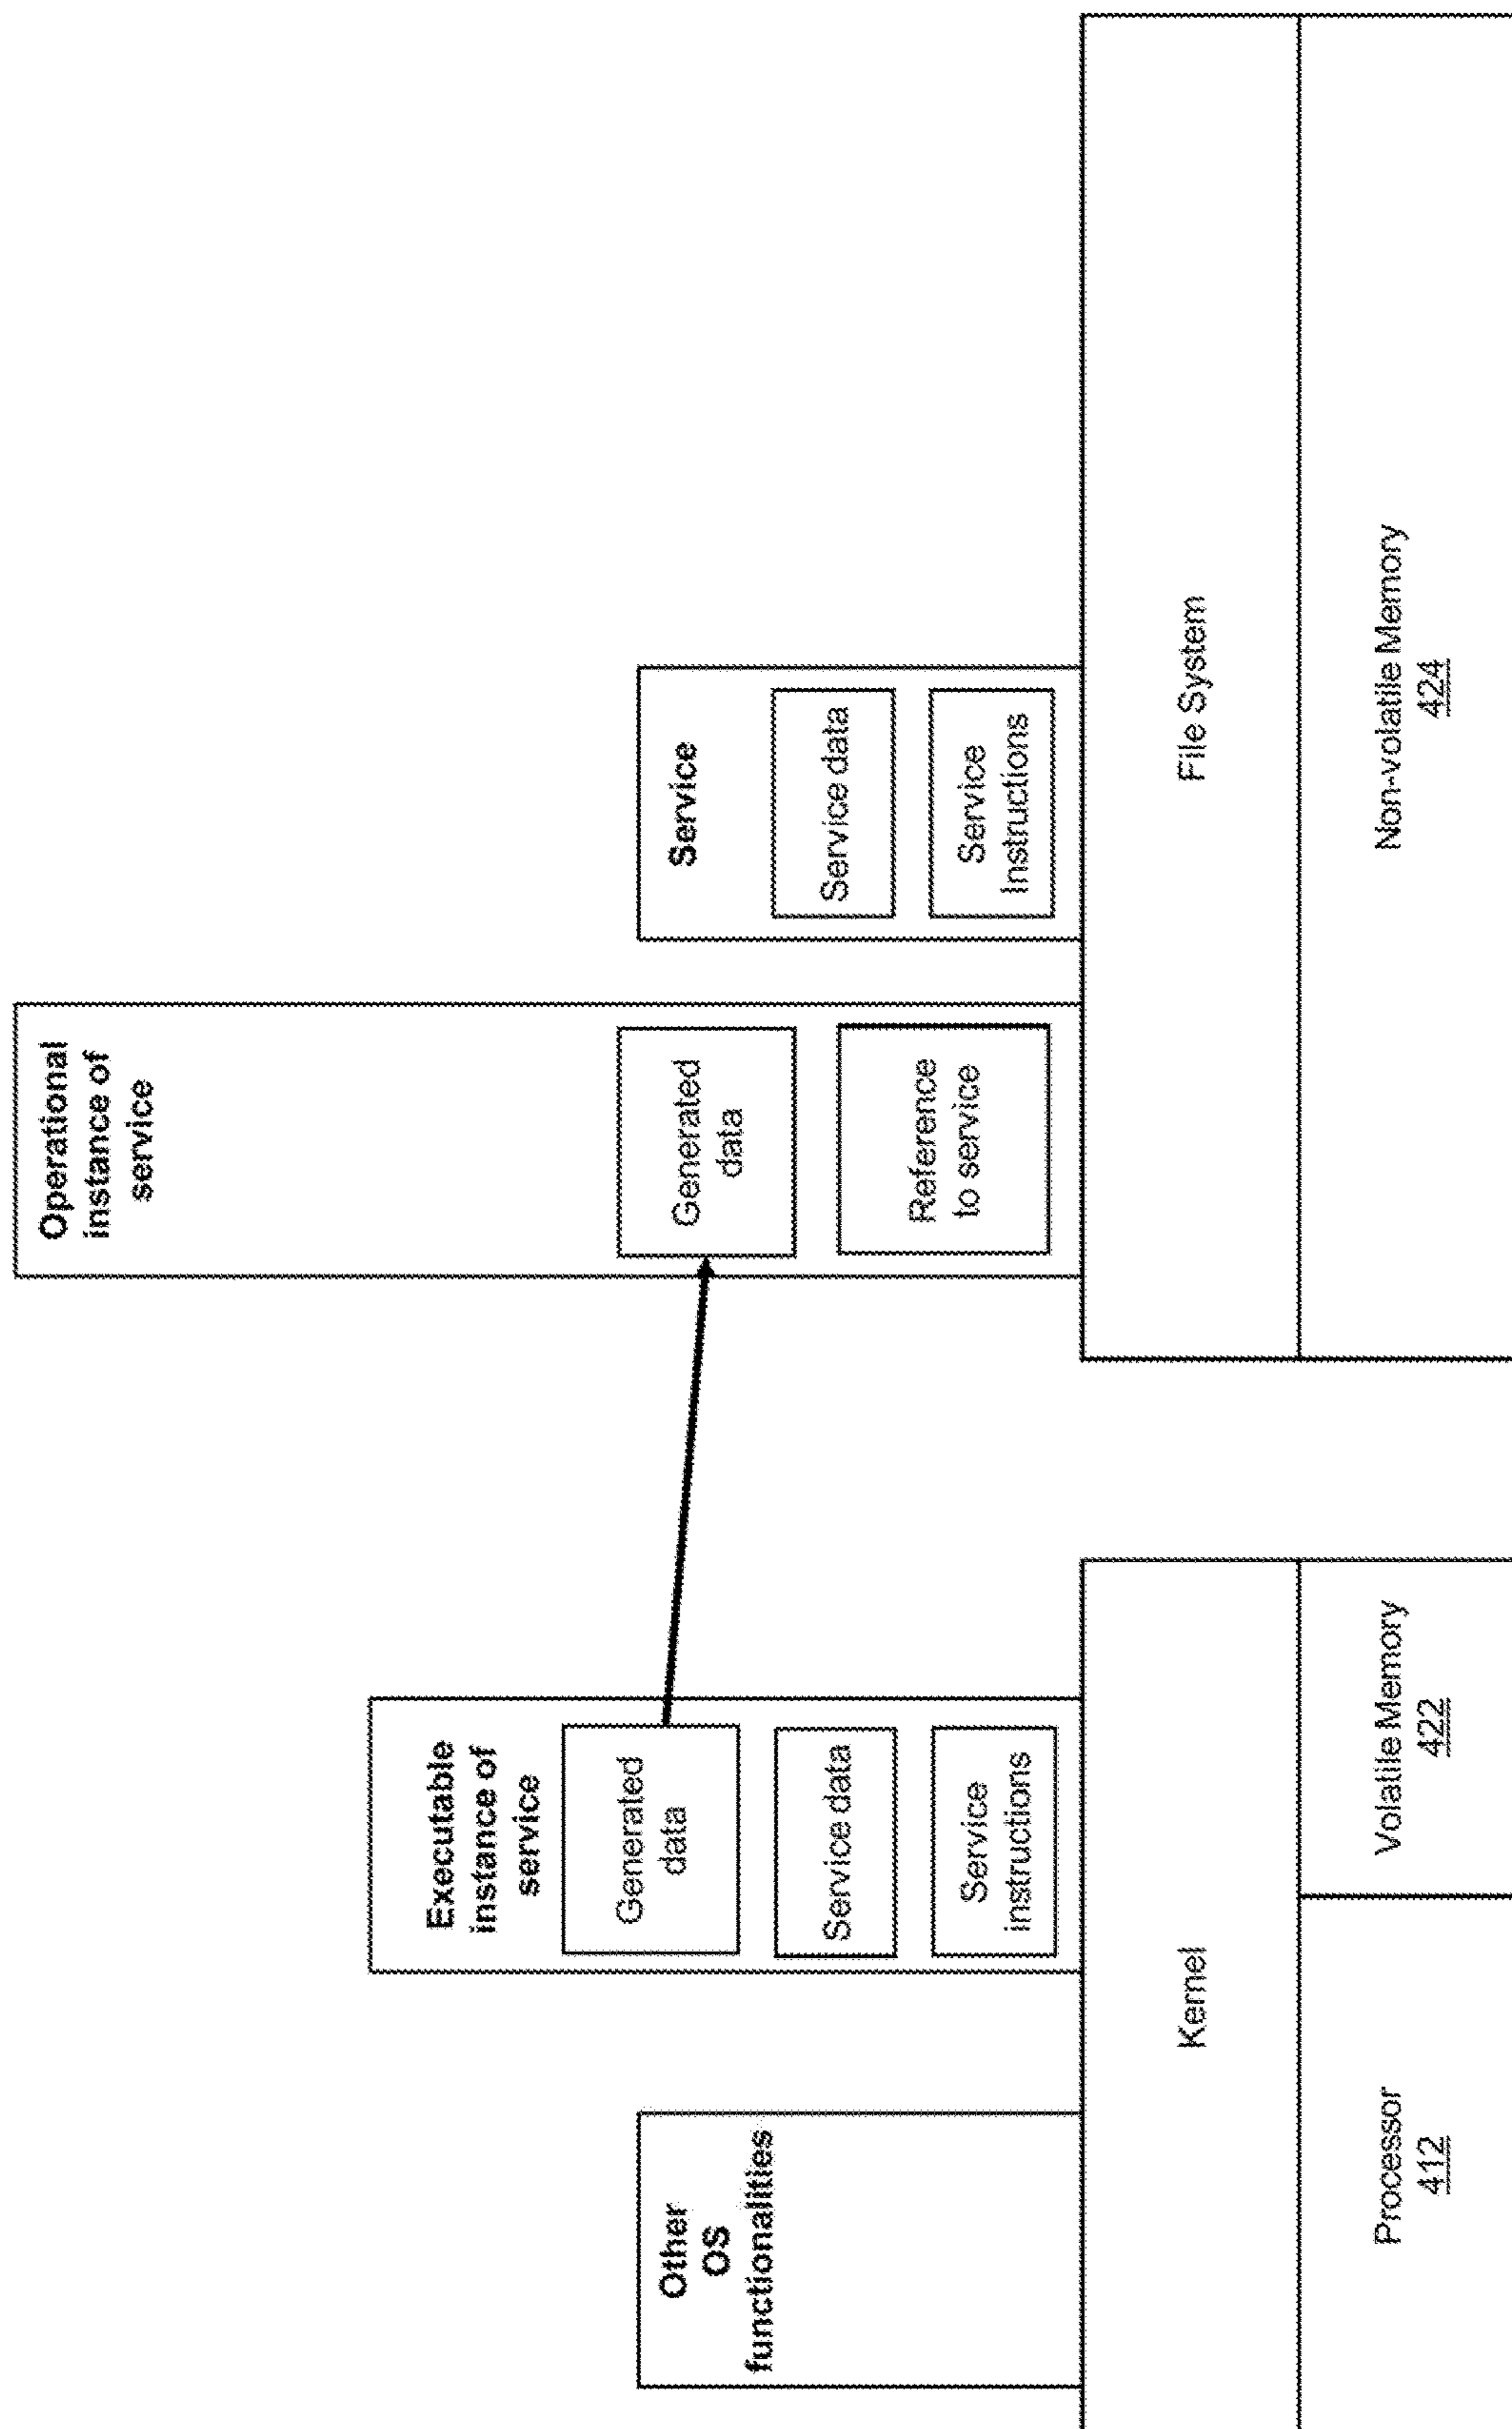 Other
OS
functionalities
Executable
instance of
service
Generated
data
Service data
Service
instructions
Kernel
Processor
412
Volatile Memory
422
Operational
instance of
service
Generated
data
Reference
to service
Service
Service data
Service
Instructions
File System
Non-volatile Memory
424